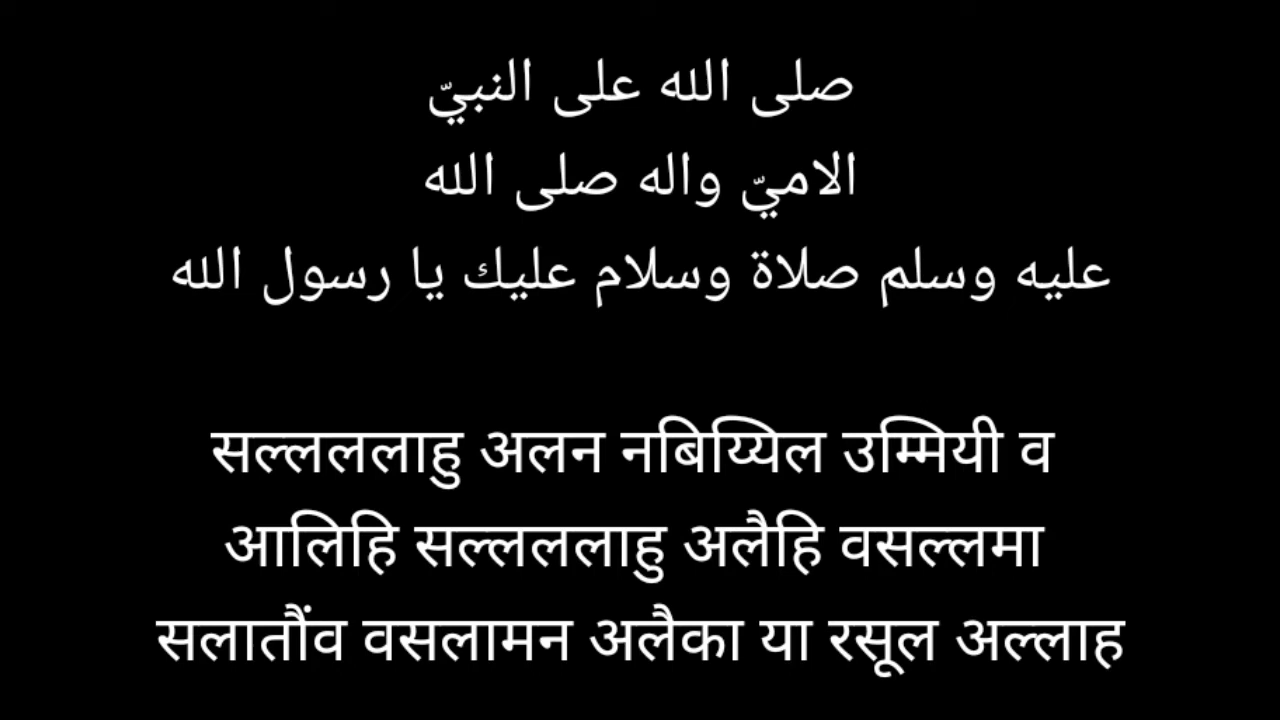 صلى الله على النبيّ
الاميّ واله صلى الله
عليه وسلم صلاة وسلام عليك يا رسول الله
सल्लललाहु अलन नबिय्यिल उम्मियी व
आलिहि सल्लललाहु अलैहि वसल्लमा
सलातौंव वसलामन अलैका या रसूल अल्लाह